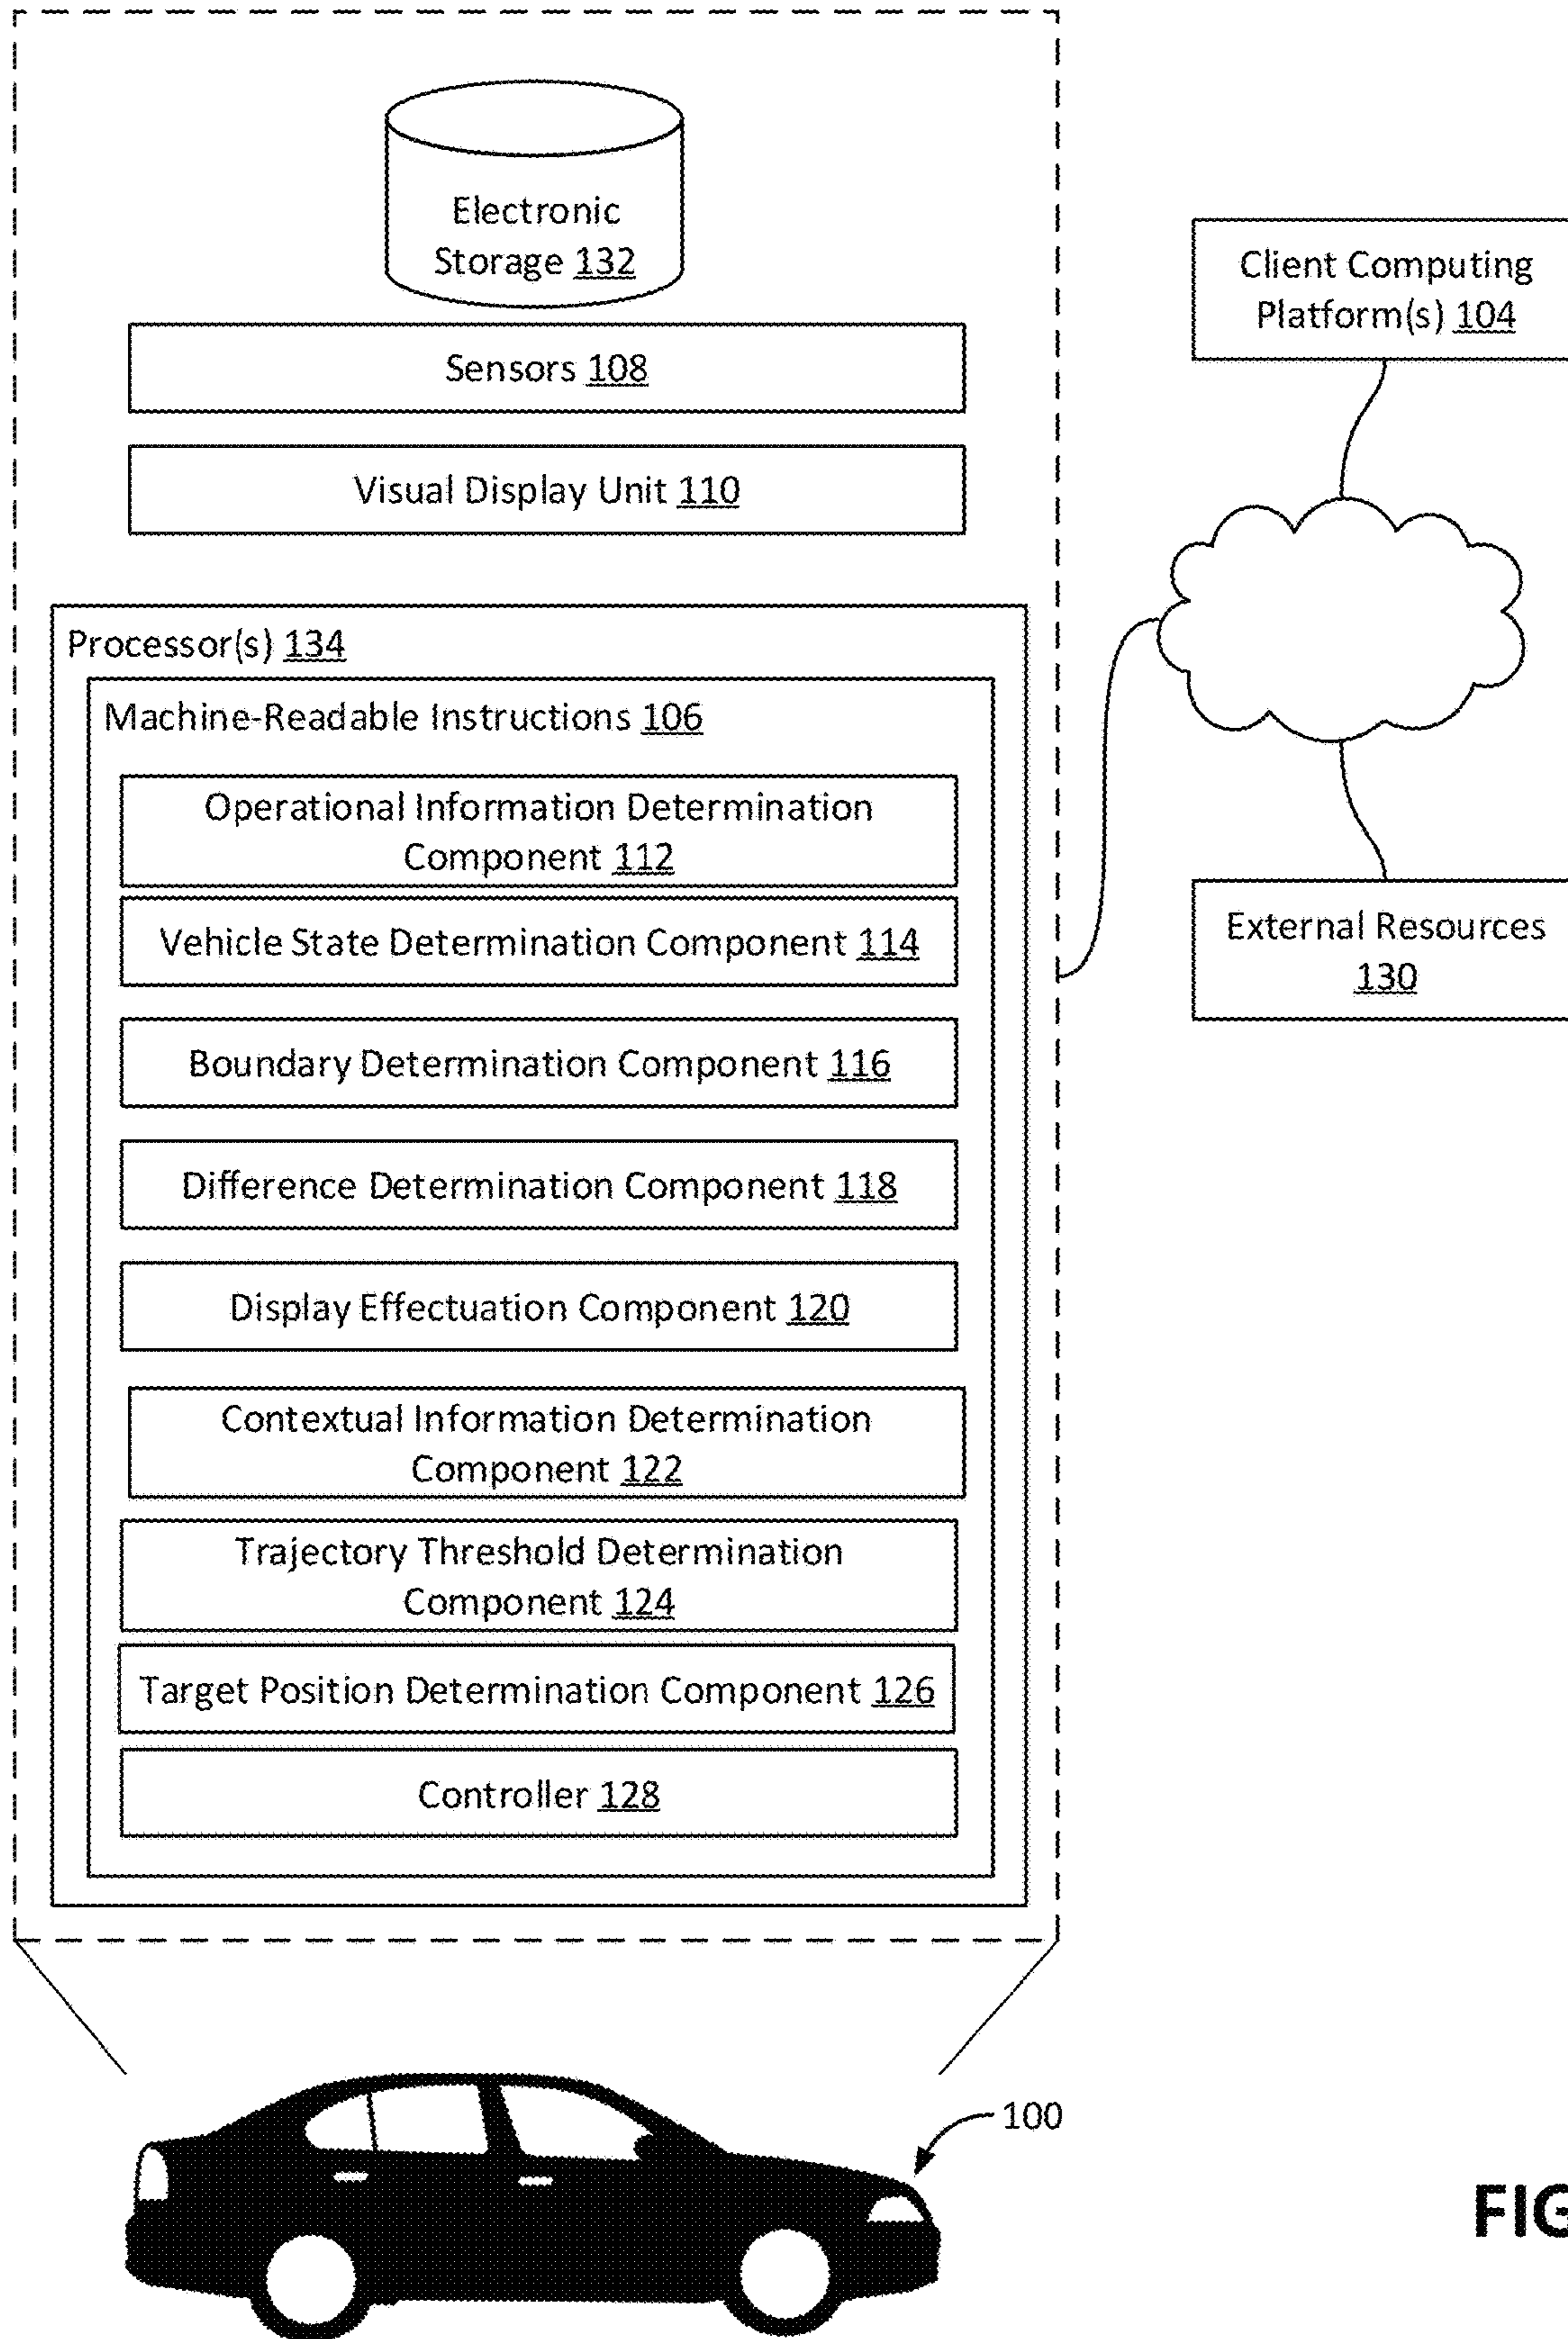 Electronic
Storage 132
Sensors 108
Visual Display Unit 110
Processor(s) 134
Machine-Readable Instructions 106
Operational Information Determination
Component 112
Vehicle State Determination Component 114
Boundary Determination Component 116
Difference Determination Component 118
Display Effectuation Component 120
Contextual Information Determination
Component 122
Trajectory Threshold Determination
Component 124
Target Position Determination Component 126
Controller 128
Client Computing
Platform(s) 104
External Resources
130
100
FIG